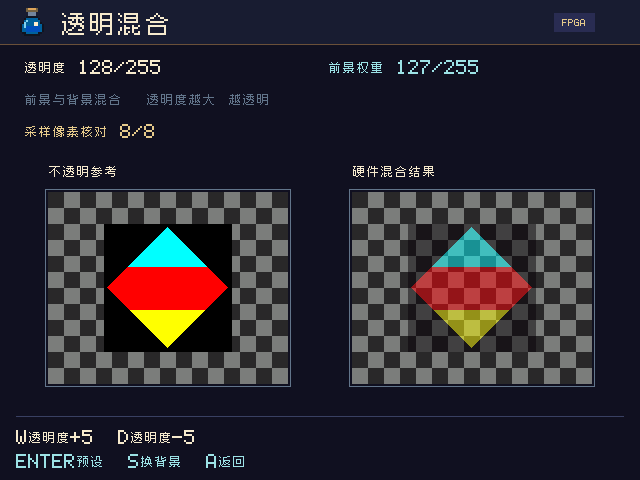 透明混合 FPGA
透明度 128/255 前景权重 127/255
前景与背景混合 透明度越大 越透明
采样像素核对 8/8
不透明参考 硬件混合结果
W透明度+5 D透明度-5
ENTER预设 S换背景 A返回